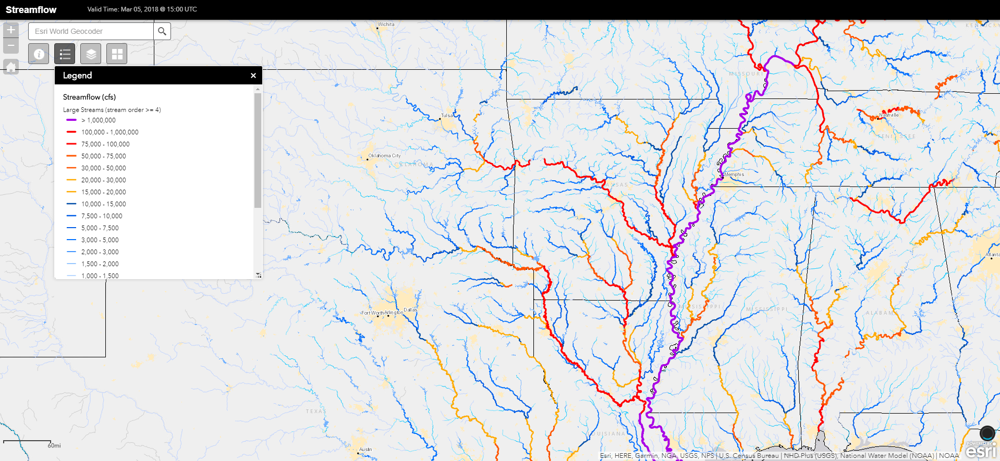 Streamflow
Valid Time: Mar 05, 2018 @ 15:00 UTC
+
Esri World Geocoder
−
Legend
Streamflow (cfs)
Large Streams (stream order >= 4)
> 1,000,000
100,000 - 1,000,000
75,000 - 100,000
50,000 - 75,000
30,000 - 50,000
20,000 - 30,000
15,000 - 20,000
10,000 - 15,000
7,500 - 10,000
5,000 - 7,500
3,000 - 5,000
2,000 - 3,000
1,500 - 2,000
1,000 - 1,500
Wichita
KENTUCKY
MISSOURI
Tulsa
Nashville
TENNESSEE
Oklahoma City
OKLAHOMA
Memphis
ARKANSAS
Atlanta
Fort Worth
Arlington
Dallas
MISSISSIPPI
MISSISSIPPI
ALABAMA
TEXAS
LOUISIANA
Austin
60mi
POWERED BY
esri
Esri, HERE, Garmin, NGA, USGS, NPS | U.S. Census Bureau | NHD Plus (USGS), National Water Model (NOAA) | NOAA